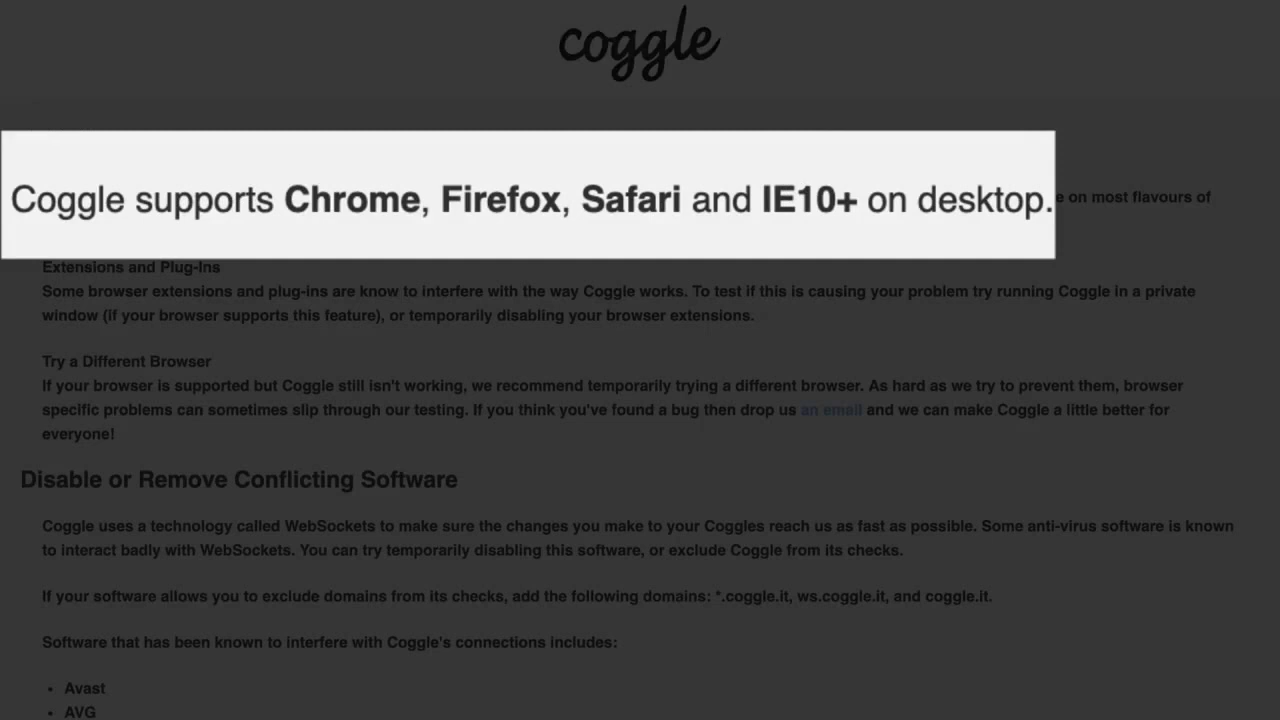 coggle
Coggle supports Chrome, Firefox, Safari and IE10+ on desktop.
e on most flavours of
Extensions and Plug-Ins
Some browser extensions and plug-ins are know to interfere with the way Coggle works. To test if this is causing your problem try running Coggle in a private
window (if your browser supports this feature), or temporarily disabling your browser extensions.
Try a Different Browser
If your browser is supported but Coggle still isn't working, we recommend temporarily trying a different browser. As hard as we try to prevent them, browser
specific problems can sometimes slip through our testing. If you think you've found a bug then drop us an email and we can make Coggle a little better for
everyone!
Disable or Remove Conflicting Software
Coggle uses a technology called WebSockets to make sure the changes you make to your Coggles reach us as fast as possible. Some anti-virus software is known
to interact badly with WebSockets. You can try temporarily disabling this software, or exclude Coggle from its checks.
If your software allows you to exclude domains from its checks, add the following domains: *.coggle.it, ws.coggle.it, and coggle.it.
Software that has been known to interfere with Coggle's connections includes:
• Avast
• AVG